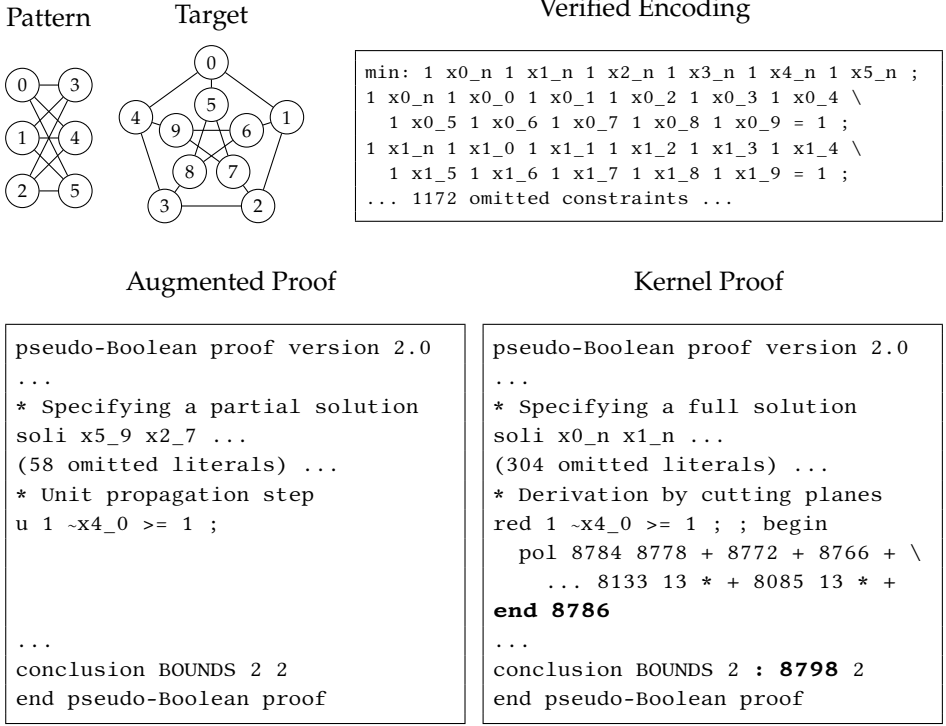 Pattern
Target
Verified Encoding
0
3
1
4
2
5
0
4
5
1
9
6
8
7
3
2
min: 1 x0_n 1 x1_n 1 x2_n 1 x3_n 1 x4_n 1 x5_n ;
1 x0_n 1 x0_0 1 x0_1 1 x0_2 1 x0_3 1 x0_4 \
1 x0_5 1 x0_6 1 x0_7 1 x0_8 1 x0_9 = 1 ;
1 x1_n 1 x1_0 1 x1_1 1 x1_2 1 x1_3 1 x1_4 \
1 x1_5 1 x1_6 1 x1_7 1 x1_8 1 x1_9 = 1 ;
... 1172 omitted constraints ...
Augmented Proof
pseudo-Boolean proof version 2.0
...
* Specifying a partial solution
soli x5_9 x2_7 ...
(58 omitted literals) ...
* Unit propagation step
u 1 ~x4_0 >= 1 ;
...
conclusion BOUNDS 2 2
end pseudo-Boolean proof
Kernel Proof
pseudo-Boolean proof version 2.0
...
* Specifying a full solution
soli x0_n x1_n ...
(304 omitted literals) ...
* Derivation by cutting planes
red 1 ~x4_0 >= 1 ; ; begin
pol 8784 8778 + 8772 + 8766 + \
... 8133 13 * + 8085 13 * +
end 8786
...
conclusion BOUNDS 2 : 8798 2
end pseudo-Boolean proof